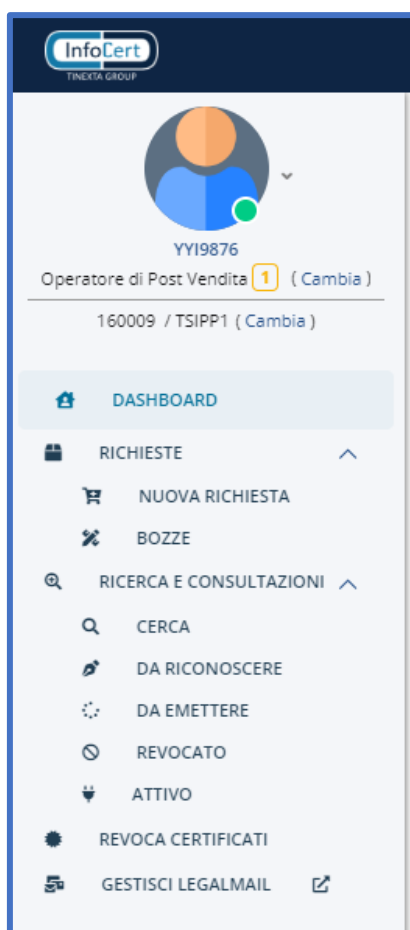 InfoCert
TINEXTA GROUP
YYI9876
Operatore di Post Vendita 1 ( Cambia )
160009 / TSIPP1 ( Cambia )
DASHBOARD
RICHIESTE
NUOVA RICHIESTA
BOZZE
RICERCA E CONSULTAZIONI
CERCA
DA RICONOSCERE
DA EMETTERE
REVOCATO
ATTIVO
REVOCA CERTIFICATI
GESTISCI LEGALMAIL